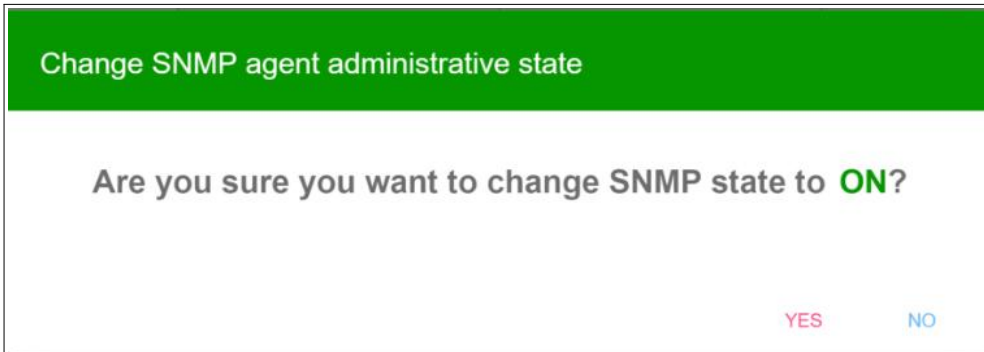 Change SNMP agent administrative state
Are you sure you want to change SNMP state to ON?
YES NO